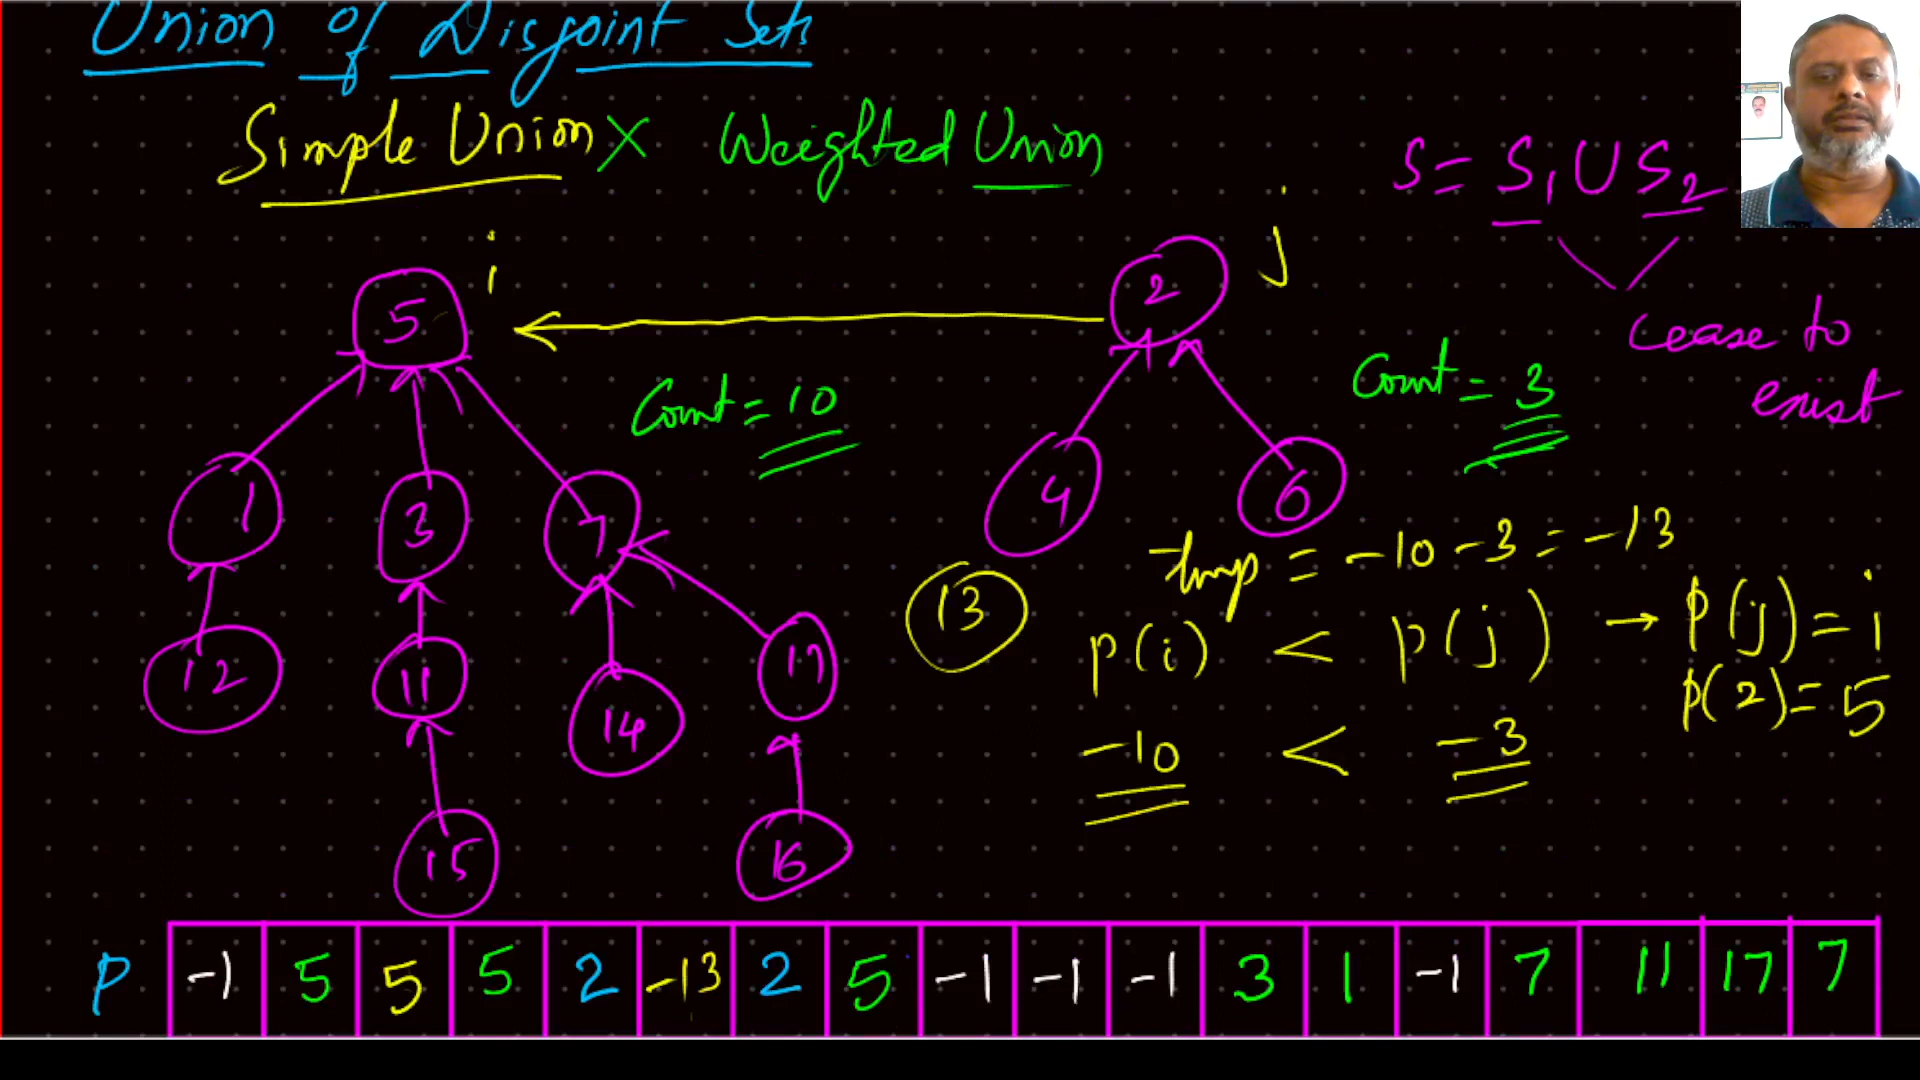 Union of Disjoint Sets
Simple Union X Weighted Union
S = S1 U S2
cease to
exist
i
j
5
2
Count = 10
Count = 3
1
3
7
4
6
temp = -10 - 3 = -13
13
p(i) < p(j) → p(j) = i
p(2) = 5
12
11
14
17
-10 < -3
15
16
P -1 5 5 5 2 -13 2 5 -1 -1 -1 3 1 -1 7 11 17 7